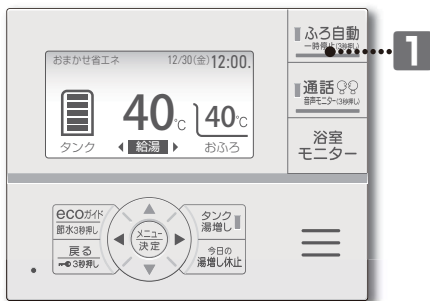 ふろ自動
一時停止(3秒押し)
1
おまかせ省エネ 12/30(金)12:00.
通話
音声モニター(3秒押し)
40℃ 40℃
タンク 給湯 おふろ
浴室
モニター
ecoガイド
節水3秒押し
タンク
湯増し
メニュー
決定
戻る
3秒押し
今日の
湯増し休止